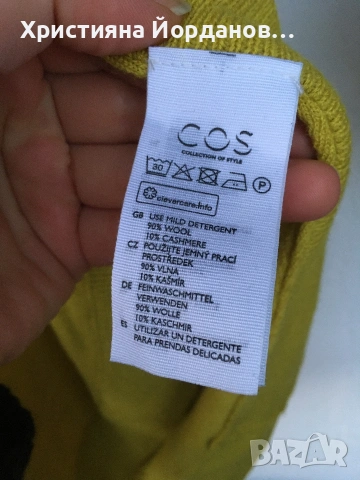 Християна Йорданов...
COS
COLLECTION OF STYLE
30 P
clevercare.info
GB USE MILD DETERGENT
90% WOOL
10% CASHMERE
CZ POUŽIJTE JEMNÝ PRACÍ
PROSTŘEDEK
90% VLNA
10% KAŠMÍR
DE FEINWASCHMITTEL
VERWENDEN
90% WOLLE
10% KASCHMIR
ES UTILIZAR UN DETERGENTE
PARA PRENDAS DELICADAS
BAZAR
bg